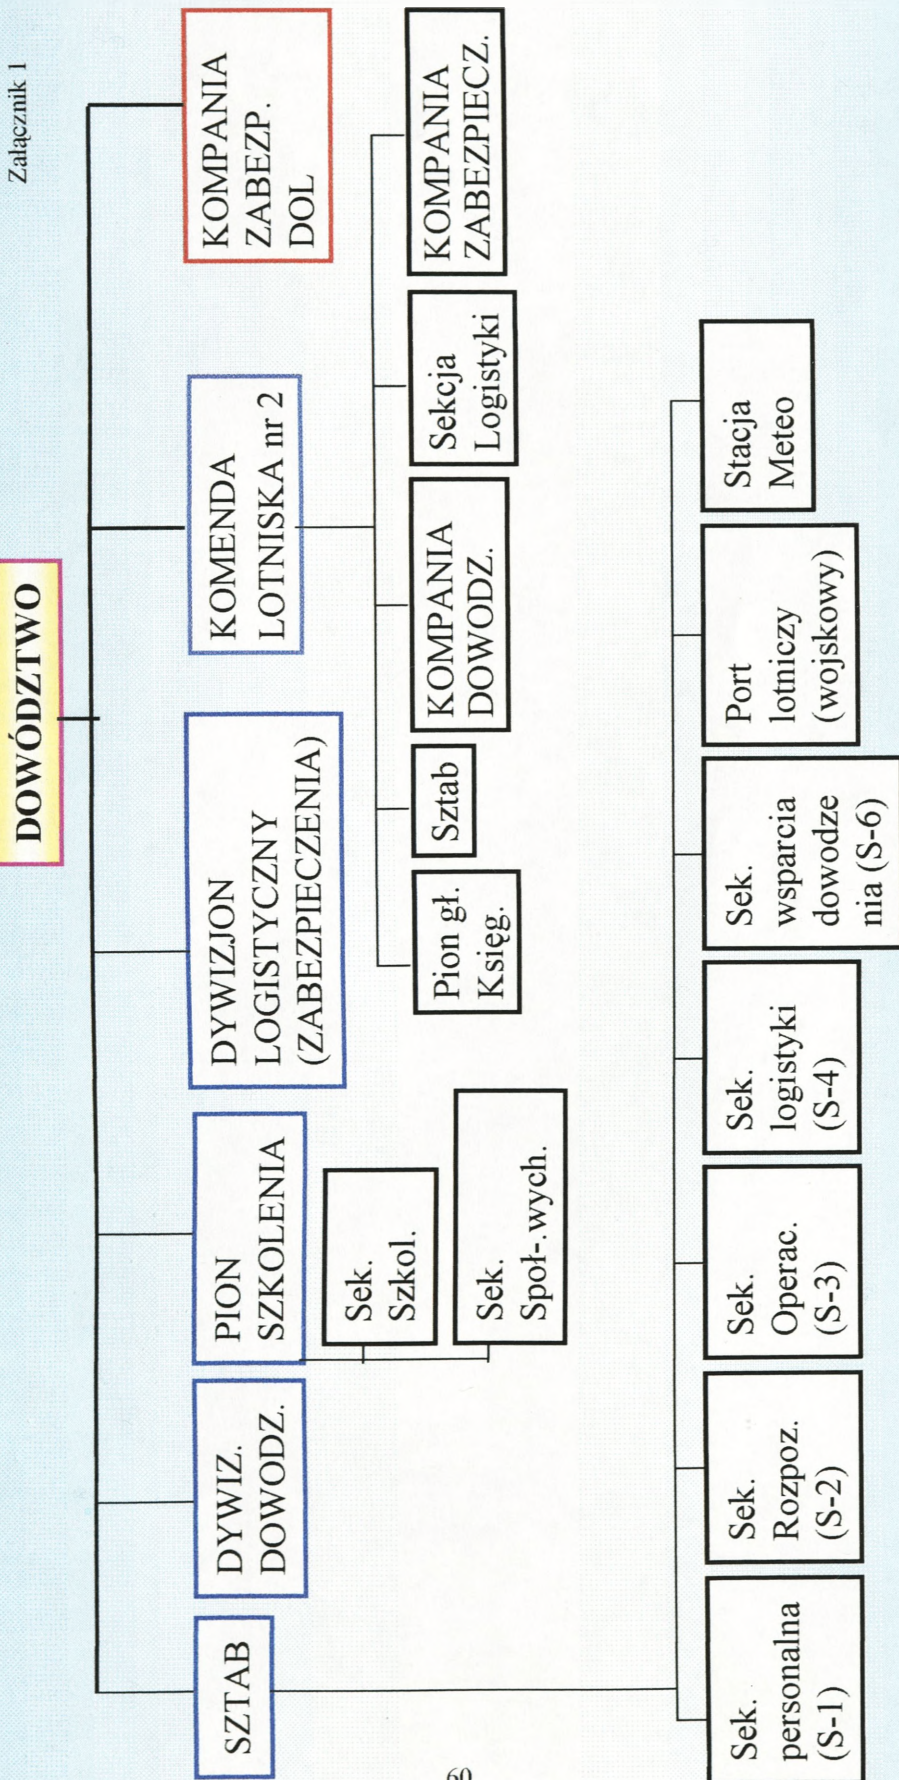 Załącznik 1
DOWÓDZTWO
SZTAB
DYWIZ.
DOWODZ.
PION
SZKOLENIA
DYWIZJON
LOGISTYCZNY
(ZABEZPIECZENIA)
KOMENDA
LOTNISKA nr 2
KOMPANIA
ZABEZP.
DOL
Sek.
Szkol.
Sek.
Społ-.wych.
Pion gł.
Księg.
Sztab
KOMPANIA
DOWODZ.
Sekcja
Logistyki
KOMPANIA
ZABEZPIECZ.
Sek.
personalna
(S-1)
Sek.
Rozpoz.
(S-2)
Sek.
Operac.
(S-3)
Sek.
logistyki
(S-4)
Sek.
wsparcia
dowodze
nia (S-6)
Port
lotniczy
(wojskowy)
Stacja
Meteo
60